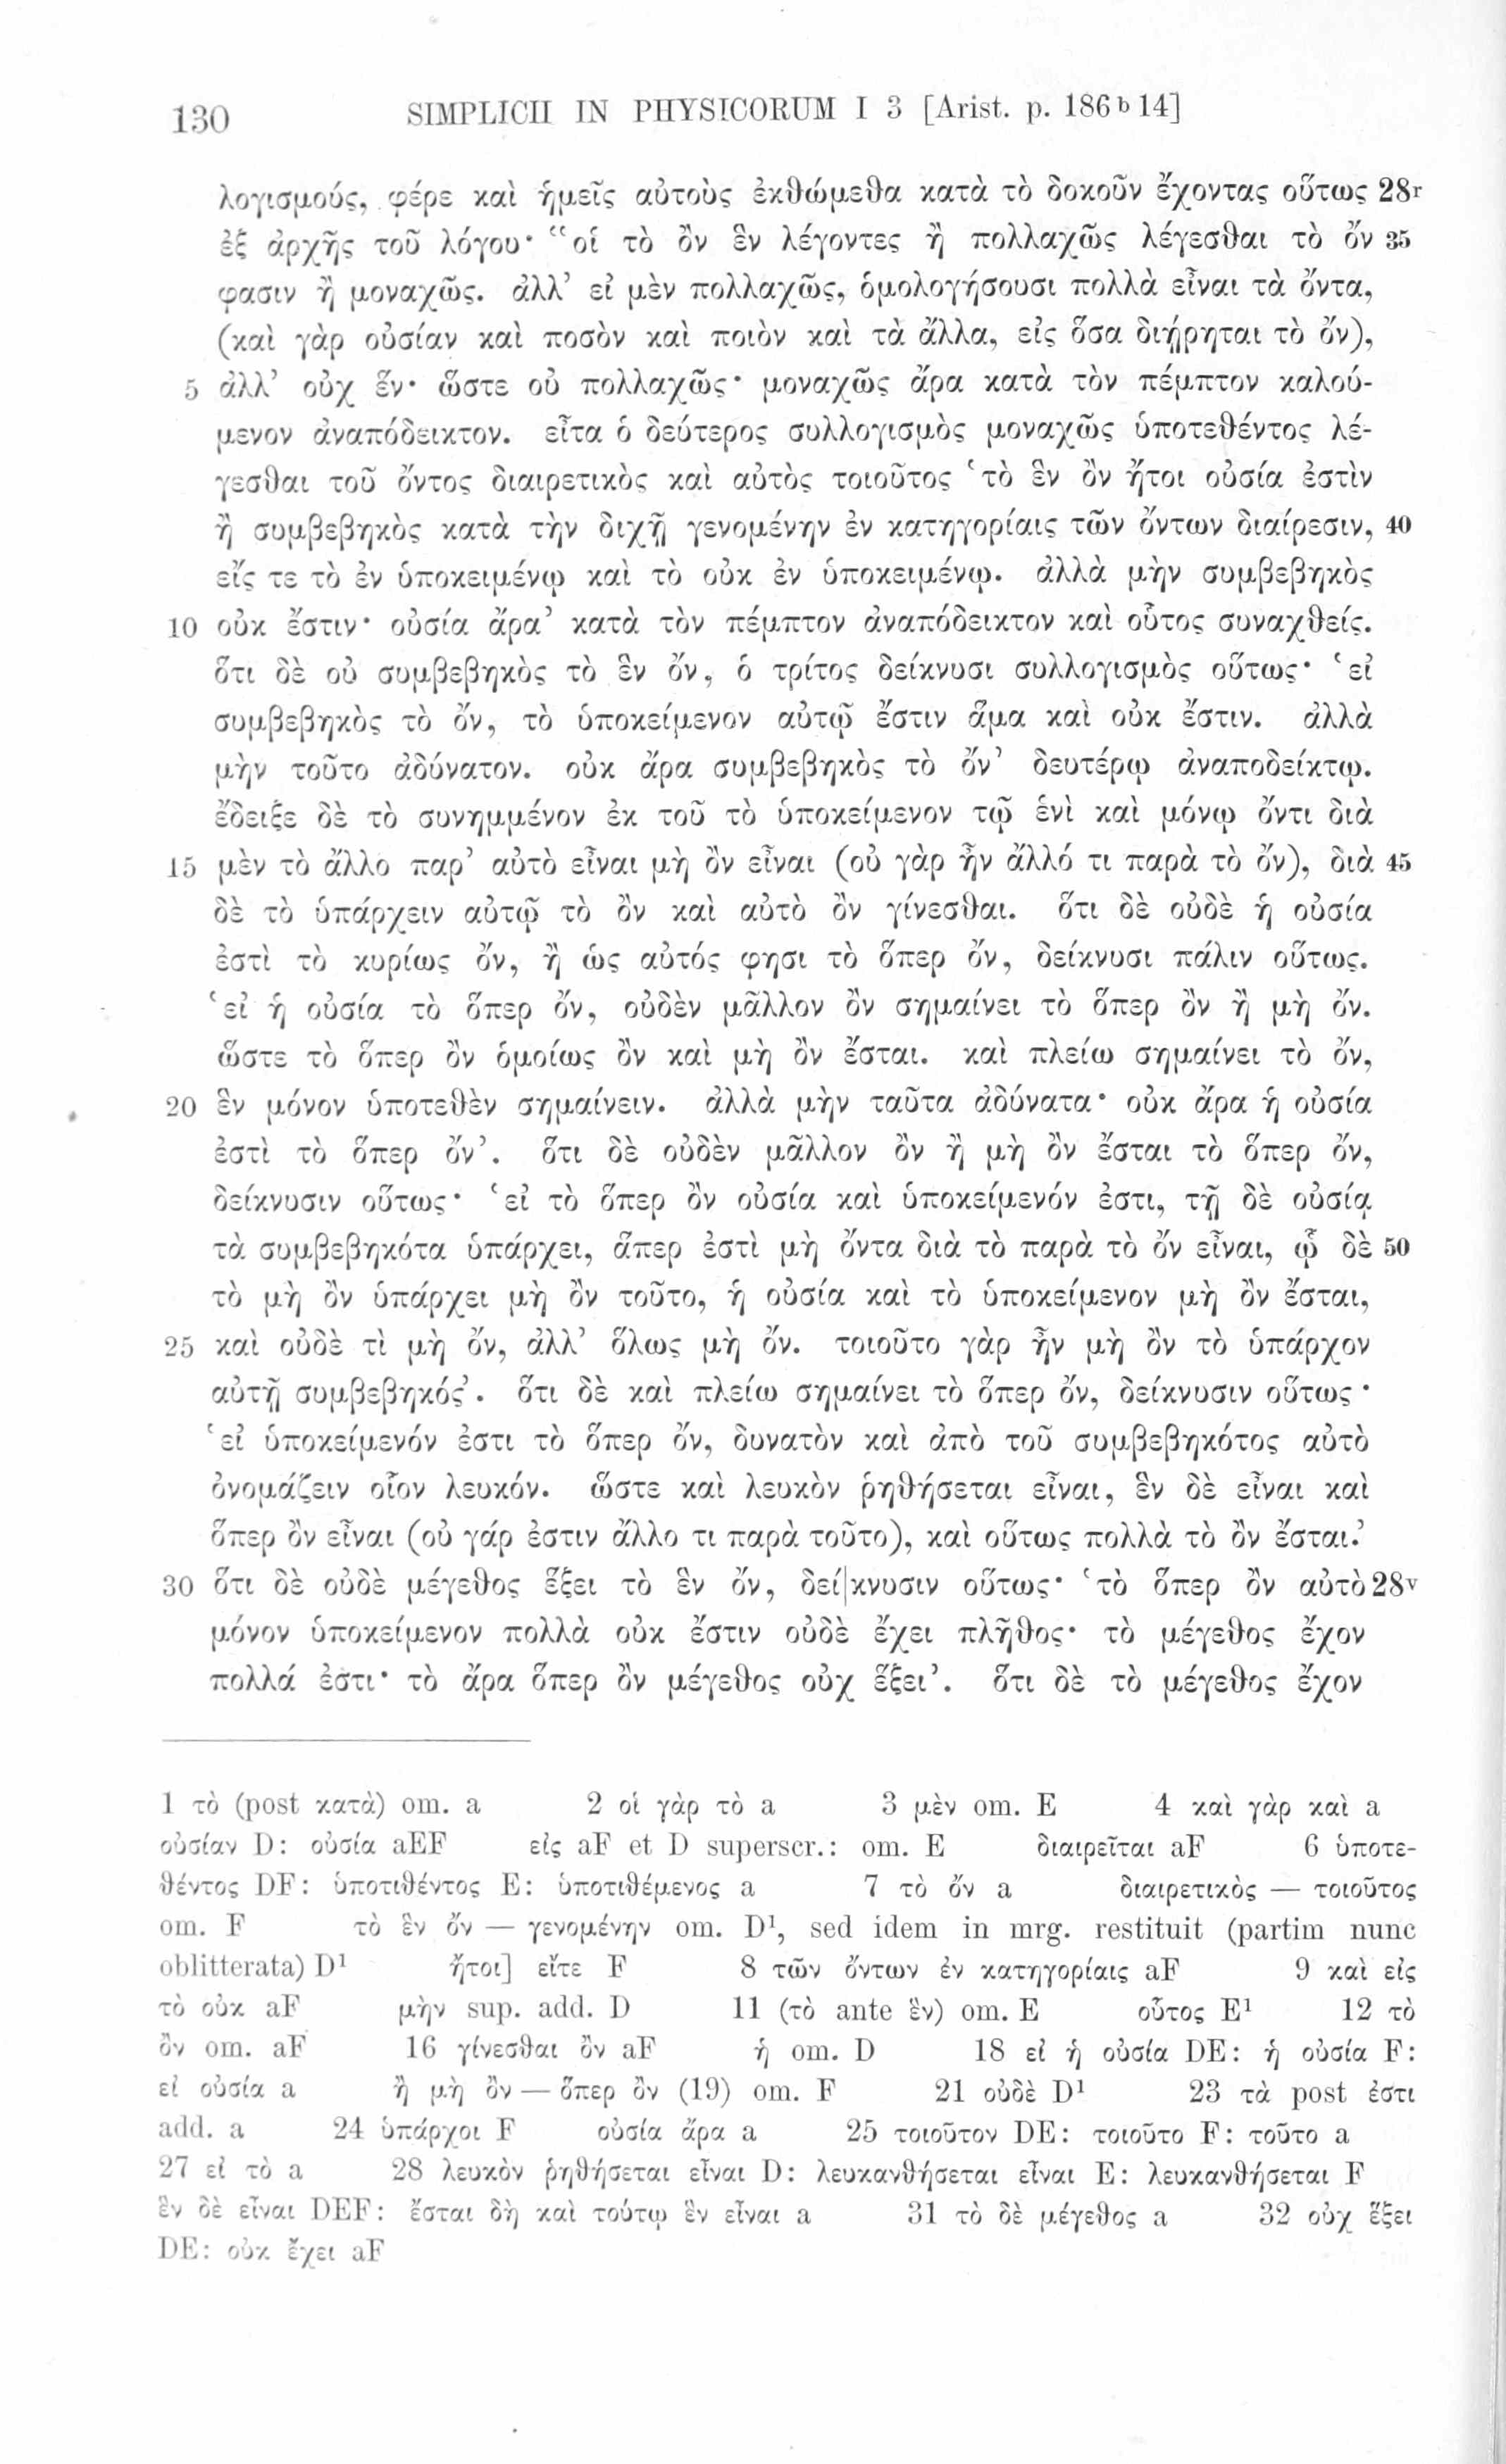 130 SIMPLICII IN PHYSICORUM I 3 [Arist. p. 186ᵇ14]
λογισμούς, φέρε καὶ ἡμεῖς αὐτοὺς ἐκθώμεθα κατὰ τὸ δοκοῦν ἔχοντας οὕτως 28ʳ
ἐξ ἀρχῆς τοῦ λόγου· “οἱ τὸ ὂν ἓν λέγοντες ἢ πολλαχῶς λέγεσθαι τὸ ὄν 35
φασιν ἢ μοναχῶς. ἀλλ’ εἰ μὲν πολλαχῶς, ὁμολογήσουσι πολλὰ εἶναι τὰ ὄντα,
(καὶ γὰρ οὐσίαν καὶ ποσὸν καὶ ποιὸν καὶ τὰ ἄλλα, εἰς ὅσα διῄρηται τὸ ὄν),
5 ἀλλ’ οὐχ ἕν· ὥστε οὐ πολλαχῶς· μοναχῶς ἄρα κατὰ τὸν πέμπτον καλού-
μενον ἀναπόδεικτον. εἶτα ὁ δεύτερος συλλογισμὸς μοναχῶς ὑποτεθέντος λέ-
γεσθαι τοῦ ὄντος διαιρετικὸς καὶ αὐτὸς τοιοῦτος ‘τὸ ἓν ὂν ἤτοι οὐσία ἐστὶν
ἢ συμβεβηκὸς κατὰ τὴν διχῇ γενομένην ἐν κατηγορίαις τῶν ὄντων διαίρεσιν, 40
εἴς τε τὸ ἐν ὑποκειμένῳ καὶ τὸ οὐκ ἐν ὑποκειμένῳ. ἀλλὰ μὴν συμβεβηκὸς
10 οὐκ ἔστιν· οὐσία ἄρα’ κατὰ τὸν πέμπτον ἀναπόδεικτον καὶ οὗτος συναχθείς.
ὅτι δὲ οὐ συμβεβηκὸς τὸ ἓν ὄν, ὁ τρίτος δείκνυσι συλλογισμὸς οὕτως· ‘εἰ
συμβεβηκὸς τὸ ὄν, τὸ ὑποκείμενον αὐτῷ ἔστιν ἅμα καὶ οὐκ ἔστιν. ἀλλὰ
μὴν τοῦτο ἀδύνατον. οὐκ ἄρα συμβεβηκὸς τὸ ὄν’ δευτέρῳ ἀναποδείκτῳ.
ἔδειξε δὲ τὸ συνημμένον ἐκ τοῦ τὸ ὑποκείμενον τῷ ἑνὶ καὶ μόνῳ ὄντι διὰ
15 μὲν τὸ ἄλλο παρ’ αὐτὸ εἶναι μὴ ὂν εἶναι (οὐ γὰρ ἦν ἄλλό τι παρὰ τὸ ὄν), διὰ 45
δὲ τὸ ὑπάρχειν αὐτῷ τὸ ὂν καὶ αὐτὸ ὂν γίνεσθαι. ὅτι δὲ οὐδὲ ἡ οὐσία
ἐστὶ τὸ κυρίως ὄν, ἢ ὡς αὐτός φησι τὸ ὅπερ ὄν, δείκνυσι πάλιν οὕτως.
‘εἰ ἡ οὐσία τὸ ὅπερ ὄν, οὐδὲν μᾶλλον ὂν σημαίνει τὸ ὅπερ ὂν ἢ μὴ ὄν.
ὥστε τὸ ὅπερ ὂν ὁμοίως ὂν καὶ μὴ ὂν ἔσται. καὶ πλείω σημαίνει τὸ ὄν,
20 ἓν μόνον ὑποτεθὲν σημαίνειν. ἀλλὰ μὴν ταῦτα ἀδύνατα· οὐκ ἄρα ἡ οὐσία
ἐστὶ τὸ ὅπερ ὄν’. ὅτι δὲ οὐδὲν μᾶλλον ὂν ἢ μὴ ὂν ἔσται τὸ ὅπερ ὄν,
δείκνυσιν οὕτως· ‘εἰ τὸ ὅπερ ὂν οὐσία καὶ ὑποκείμενόν ἐστι, τῇ δὲ οὐσίᾳ
τὰ συμβεβηκότα ὑπάρχει, ἅπερ ἐστὶ μὴ ὄντα διὰ τὸ παρὰ τὸ ὂν εἶναι, ᾧ δὲ 50
τὸ μὴ ὂν ὑπάρχει μὴ ὂν τοῦτο, ἡ οὐσία καὶ τὸ ὑποκείμενον μὴ ὂν ἔσται,
25 καὶ οὐδὲ τὶ μὴ ὄν, ἀλλ’ ὅλως μὴ ὄν. τοιοῦτο γὰρ ἦν μὴ ὂν τὸ ὑπάρχον
αὐτῇ συμβεβηκός’. ὅτι δὲ καὶ πλείω σημαίνει τὸ ὅπερ ὄν, δείκνυσιν οὕτως·
‘εἰ ὑποκείμενόν ἐστι τὸ ὅπερ ὄν, δυνατὸν καὶ ἀπὸ τοῦ συμβεβηκότος αὐτὸ
ὀνομάζειν οἷον λευκόν. ὥστε καὶ λευκὸν ῥηθήσεται εἶναι, ἓν δὲ εἶναι καὶ
ὅπερ ὂν εἶναι (οὐ γάρ ἐστιν ἄλλο τι παρὰ τοῦτο), καὶ οὕτως πολλὰ τὸ ὂν ἔσται.’
30 ὅτι δὲ οὐδὲ μέγεθος ἕξει τὸ ἓν ὄν, δεί|κνυσιν οὕτως· ‘τὸ ὅπερ ὂν αὐτὸ 28ᵛ
μόνον ὑποκείμενον πολλὰ οὐκ ἔστιν οὐδὲ ἔχει πλῆθος· τὸ μέγεθος ἔχον
πολλά ἐστι· τὸ ἄρα ὅπερ ὂν μέγεθος οὐχ ἕξει’. ὅτι δὲ τὸ μέγεθος ἔχον
1 τὸ (post κατὰ) om. a 2 οἱ γὰρ τὸ a 3 μὲν om. E 4 καὶ γὰρ καὶ a
οὐσίαν D: οὐσία aEF εἰς aF et D superscr.: om. E διαιρεῖται aF 6 ὑποτε-
θέντος DF: ὑποτιθέντος E: ὑποτιθέμενος a 7 τὸ ὄν a διαιρετικὸς — τοιοῦτος
om. F τὸ ἓν ὄν — γενομένην om. D¹, sed idem in mrg. restituit (partim nunc
oblitterata) D¹ ἤτοι] εἴτε F 8 τῶν ὄντων ἐν κατηγορίαις aF 9 καὶ εἰς
τὸ οὐκ aF μὴν sup. add. D 11 (τὸ ante ἓν) om. E οὗτος E¹ 12 τὸ
ὄν om. aF 16 γίνεσθαι ὂν aF ἡ om. D 18 εἰ ἡ οὐσία DE: ἡ οὐσία F:
εἰ οὐσία a ἢ μὴ ὂν — ὅπερ ὂν (19) om. F 21 οὐδὲ D¹ 23 τὰ post ἐστι
add. a 24 ὑπάρχοι F οὐσία ἄρα a 25 τοιοῦτον DE: τοιοῦτο F: τοῦτο a
27 εἰ τὸ a 28 λευκὸν ῥηθήσεται εἶναι D: λευκανθήσεται εἶναι E: λευκανθήσεται F
ἓν δὲ εἶναι DEF: ἔσται δὴ καὶ τούτῳ ἓν εἶναι a 31 τὸ δὲ μέγεθος a 32 οὐχ ἕξει
DE: οὐκ ἔχει aF